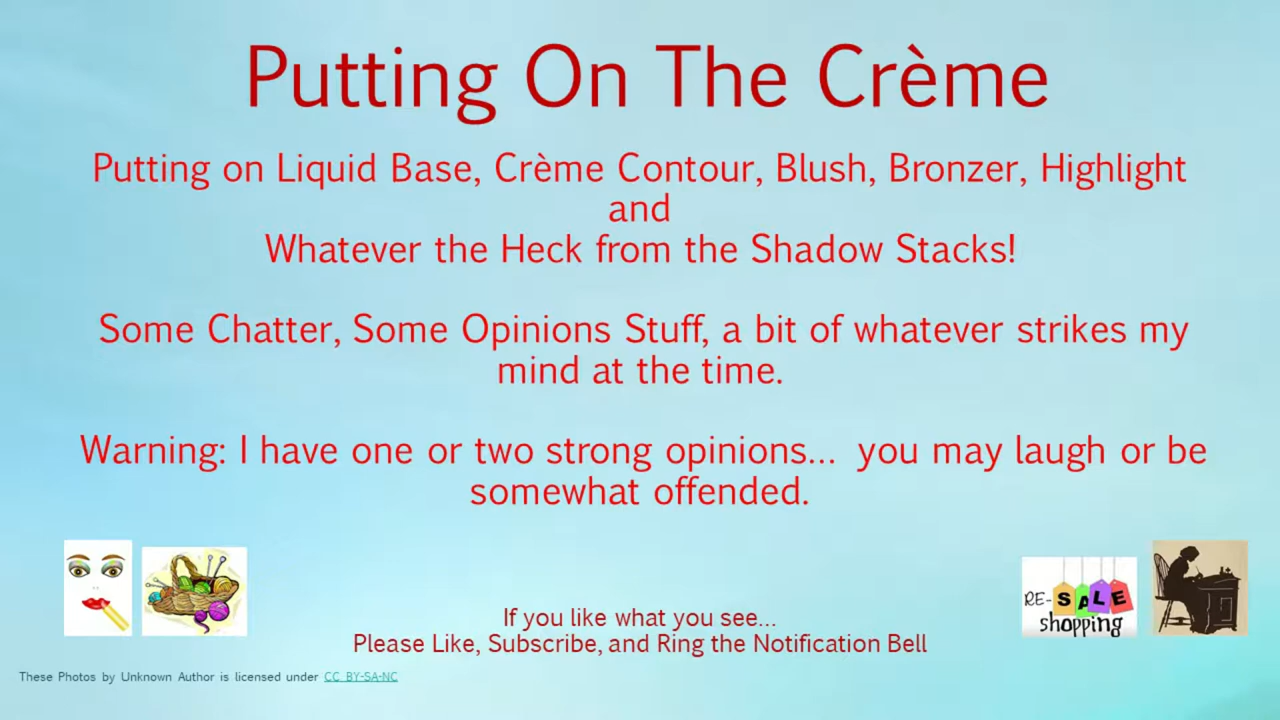 Putting On The Crème
Putting on Liquid Base, Crème Contour, Blush, Bronzer, Highlight
and
Whatever the Heck from the Shadow Stacks!
Some Chatter, Some Opinions Stuff, a bit of whatever strikes my
mind at the time.
Warning: I have one or two strong opinions... you may laugh or be
somewhat offended.
RE-SALE
shopping
If you like what you see...
Please Like, Subscribe, and Ring the Notification Bell
These Photos by Unknown Author is licensed under CC BY-SA-NC